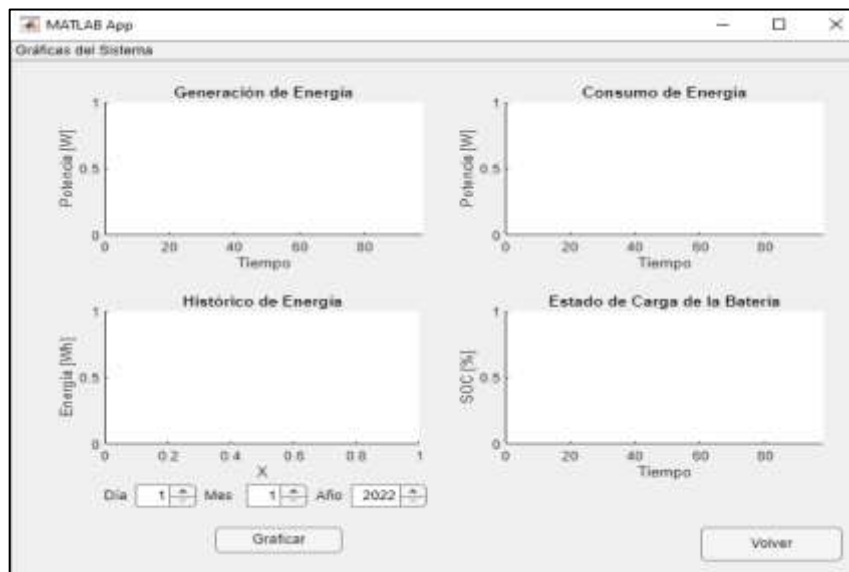 MATLAB App
Gráficas del Sistema
Generación de Energía
Potencia [W]
1
0.5
0
0 20 40 60 80
Tiempo
Consumo de Energía
Potencia [W]
1
0.5
0
0 20 40 60 80
Tiempo
Histórico de Energía
Energía [Wh]
1
0.5
0
0 0.2 0.4 0.6 0.8 1
X
Estado de Carga de la Batería
SOC [%]
1
0.5
0
0 20 40 60 80
Tiempo
Día 1 Mes 1 Año 2022
Graficar
Volver